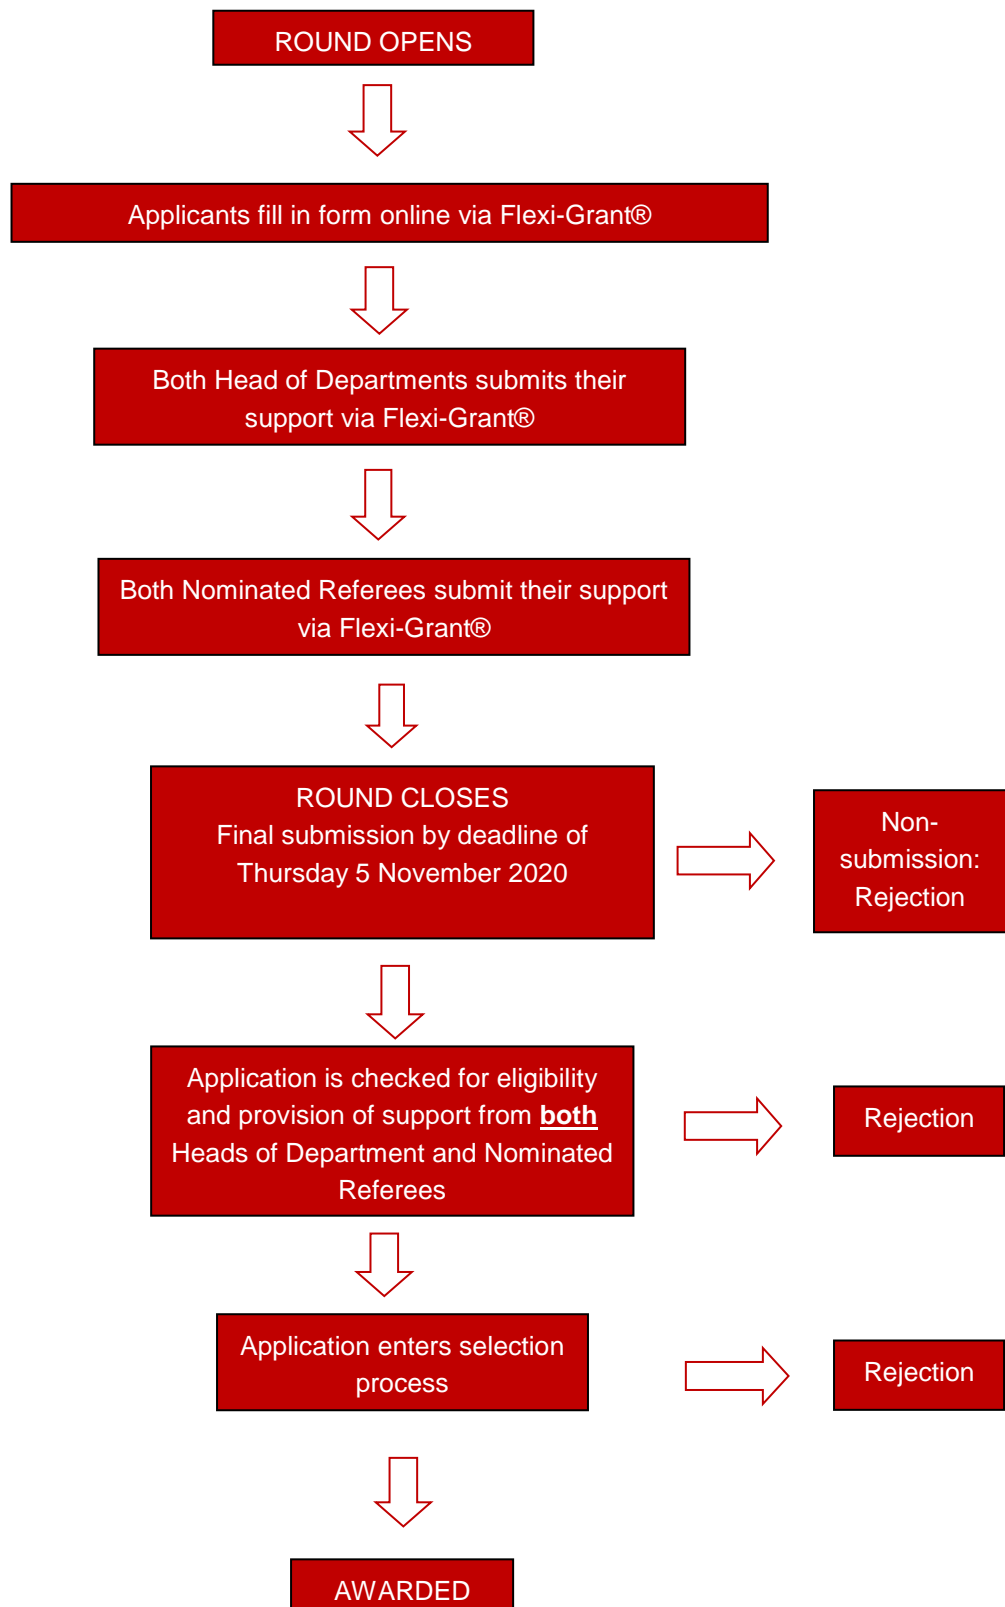 ROUND OPENS
Applicants fill in form online via Flexi-Grant®
Both Head of Departments submits their
support via Flexi-Grant®
Both Nominated Referees submit their support
via Flexi-Grant®
ROUND CLOSES
Final submission by deadline of
Thursday 5 November 2020
Non-
submission:
Rejection
Application is checked for eligibility
and provision of support from both
Heads of Department and Nominated
Referees
Rejection
Application enters selection
process
Rejection
AWARDED